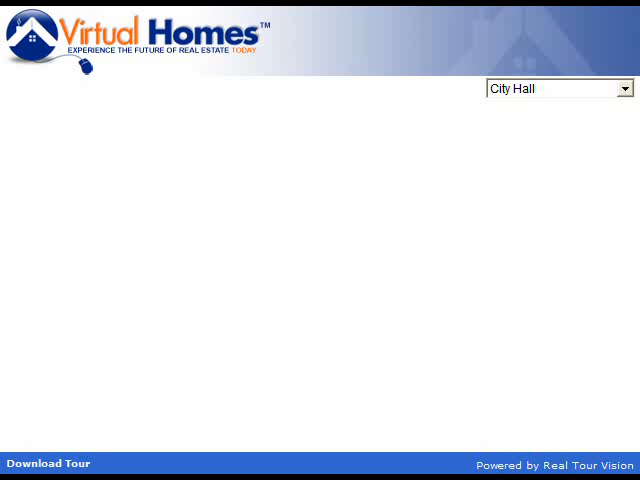 Virtual Homes™
EXPERIENCE THE FUTURE OF REAL ESTATE TODAY
City Hall
Download Tour
Powered by Real Tour Vision